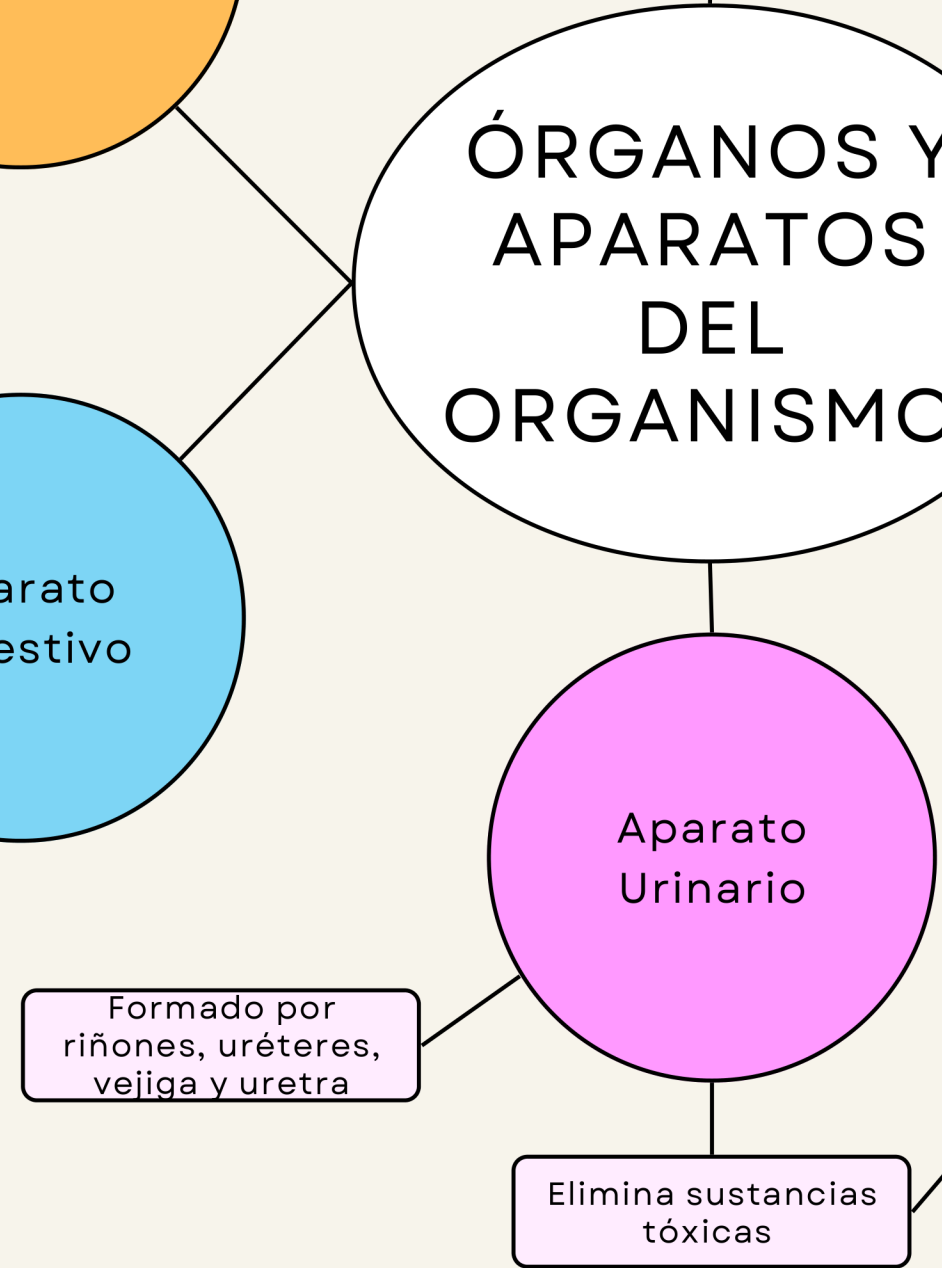 ÓRGANOS Y
APARATOS
DEL
ORGANISMO
arato
estivo
Aparato
Urinario
Formado por
riñones, uréteres,
vejiga y uretra
Elimina sustancias
tóxicas